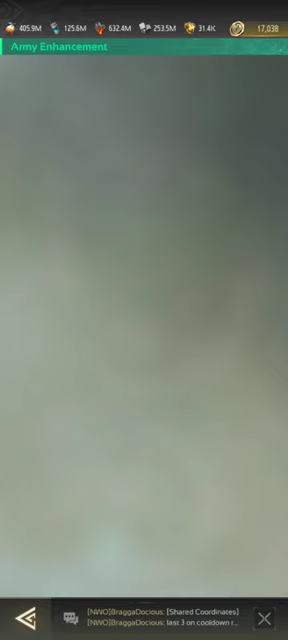 405.9M 125.6M 632.4M 253.5M 31.4K 17,038
Army Enhancement
[NWO]BraggaDocious: [Shared Coordinates]
[NWO]BraggaDocious: last 3 on cooldown r...